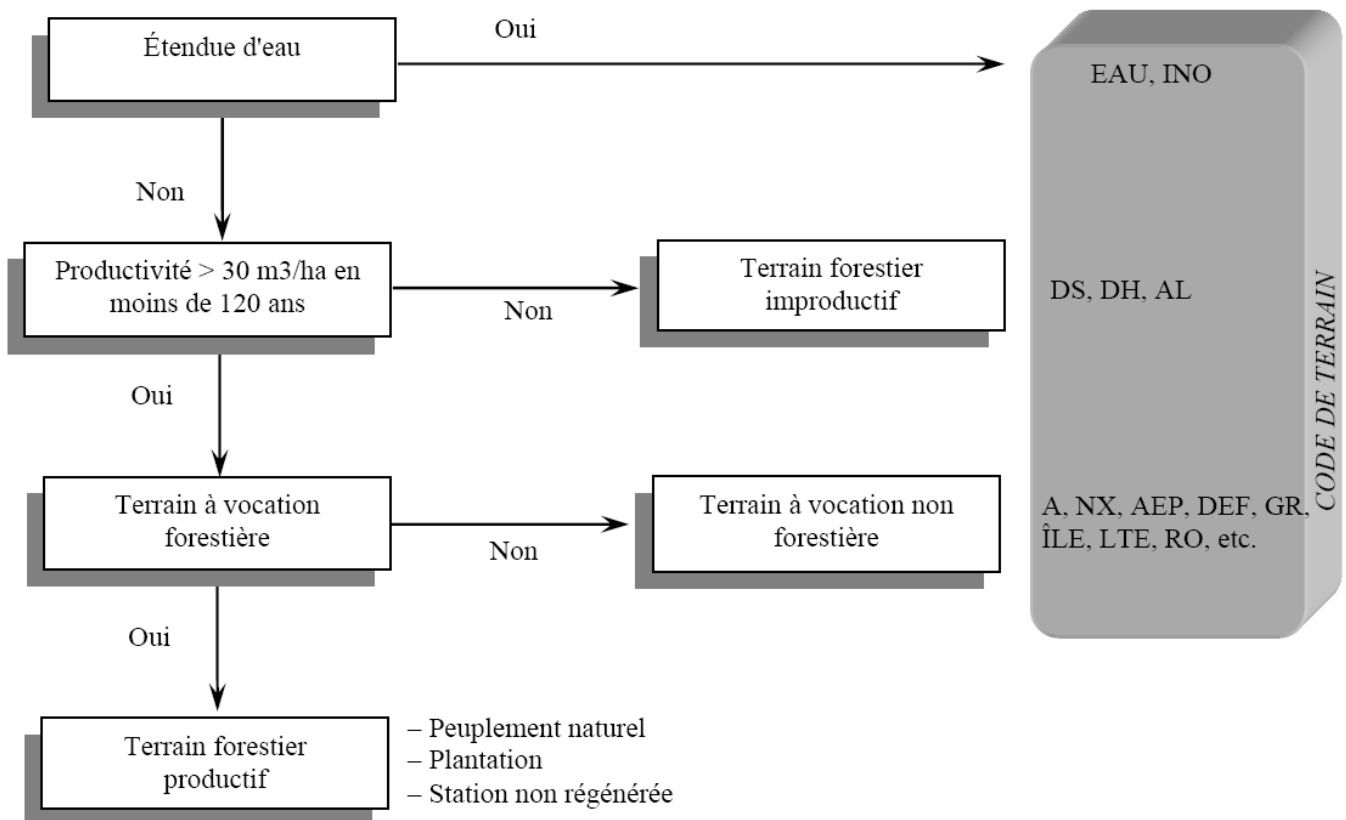 Étendue d'eau
Oui
EAU, INO
Non
Productivité > 30 m3/ha en
moins de 120 ans
Non
Terrain forestier
improductif
DS, DH, AL
CODE DE TERRAIN
Oui
Terrain à vocation
forestière
Non
Terrain à vocation non
forestière
A, NX, AEP, DEF, GR,
ÎLE, LTE, RO, etc.
Oui
Terrain forestier
productif
– Peuplement naturel
– Plantation
– Station non régénérée